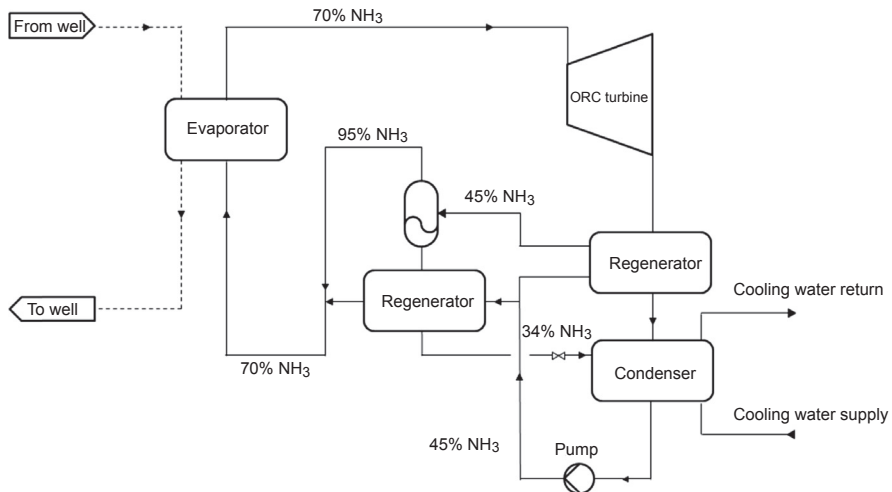 70% NH3
From well
ORC turbine
Evaporator
95% NH3
45% NH3
Regenerator
Regenerator
Cooling water return
To well
34% NH3
70% NH3
Condenser
Cooling water supply
45% NH3
Pump